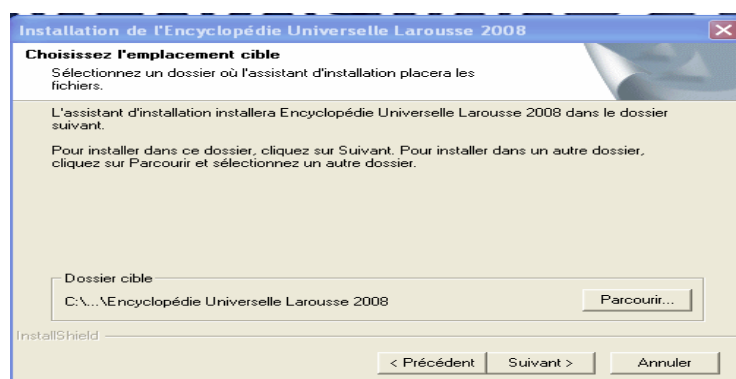 Installation de l'Encyclopédie Universelle Larousse 2008
Choisissez l'emplacement cible
Sélectionnez un dossier où l'assistant d'installation placera les
fichiers.
L'assistant d'installation installera Encyclopédie Universelle Larousse 2008 dans le dossier
suivant.
Pour installer dans ce dossier, cliquez sur Suivant. Pour installer dans un autre dossier,
cliquez sur Parcourir et sélectionnez un autre dossier.
Dossier cible
C:\...\Encyclopédie Universelle Larousse 2008
Parcourir...
InstallShield
< Précédent
Suivant >
Annuler